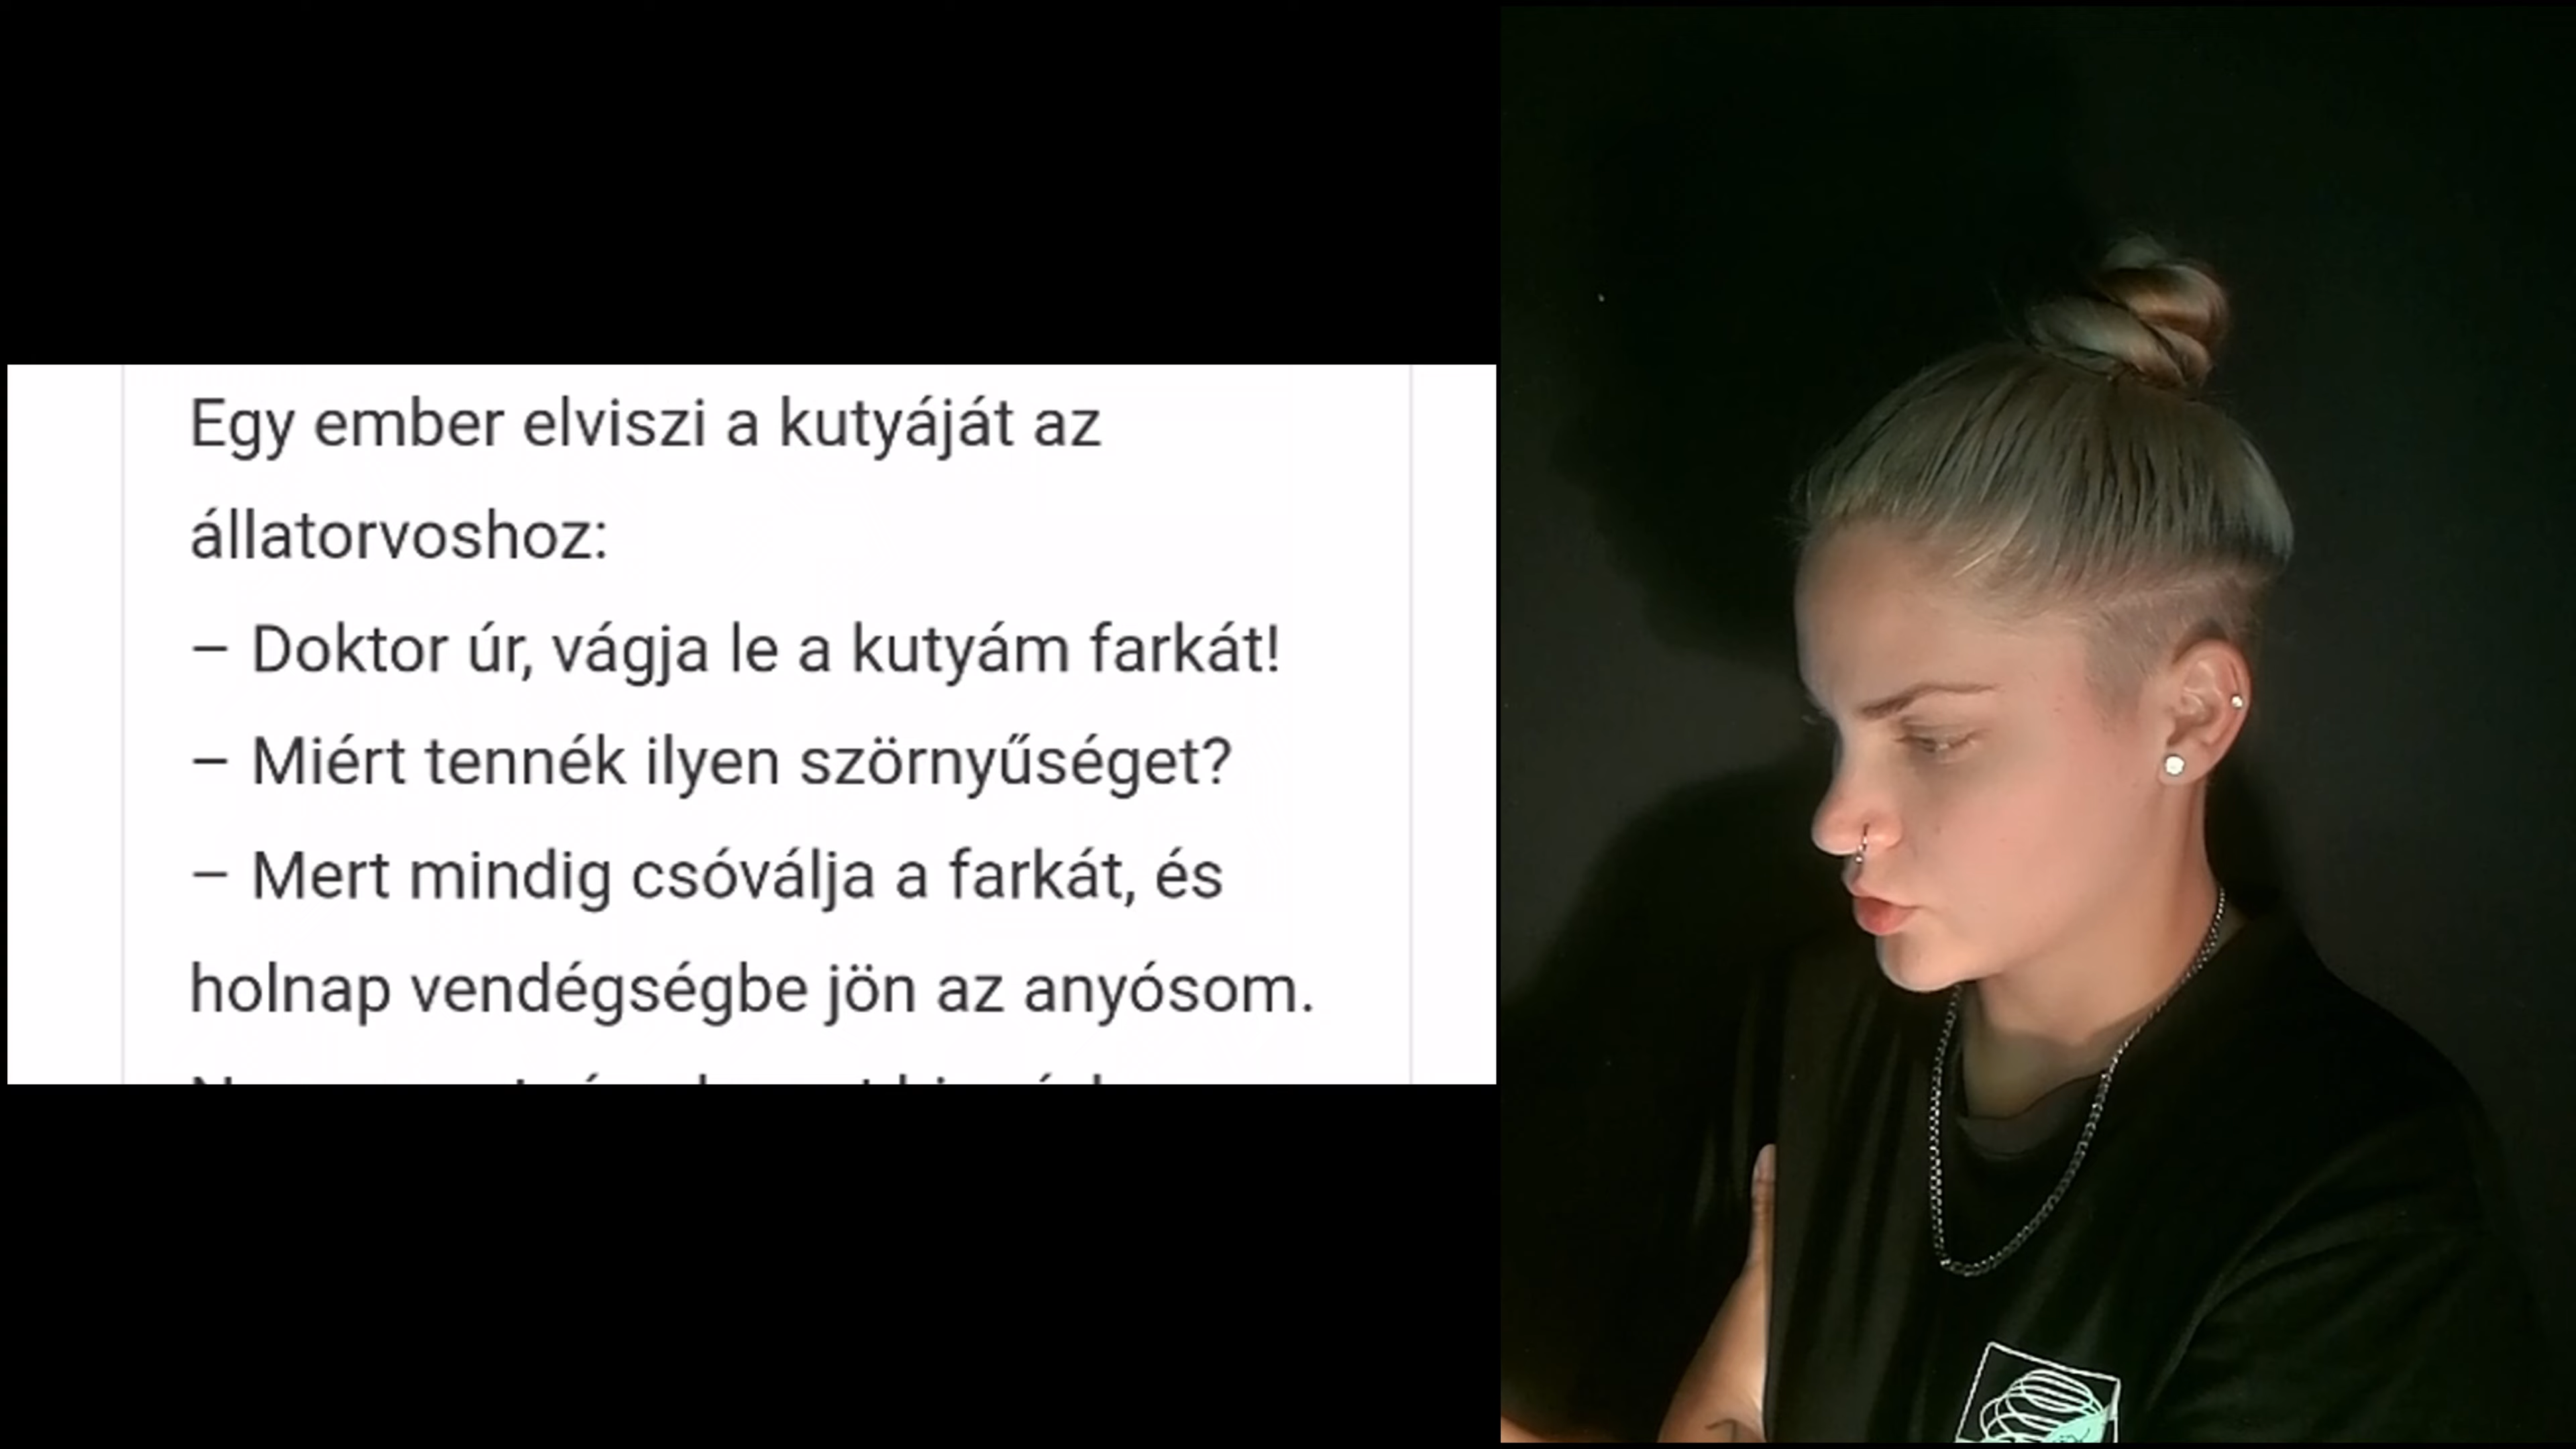 Egy ember elviszi a kutyáját az
állatorvoshoz:
– Doktor úr, vágja le a kutyám farkát!
– Miért tennék ilyen szörnyűséget?
– Mert mindig csóválja a farkát, és
holnap vendégségbe jön az anyósom.